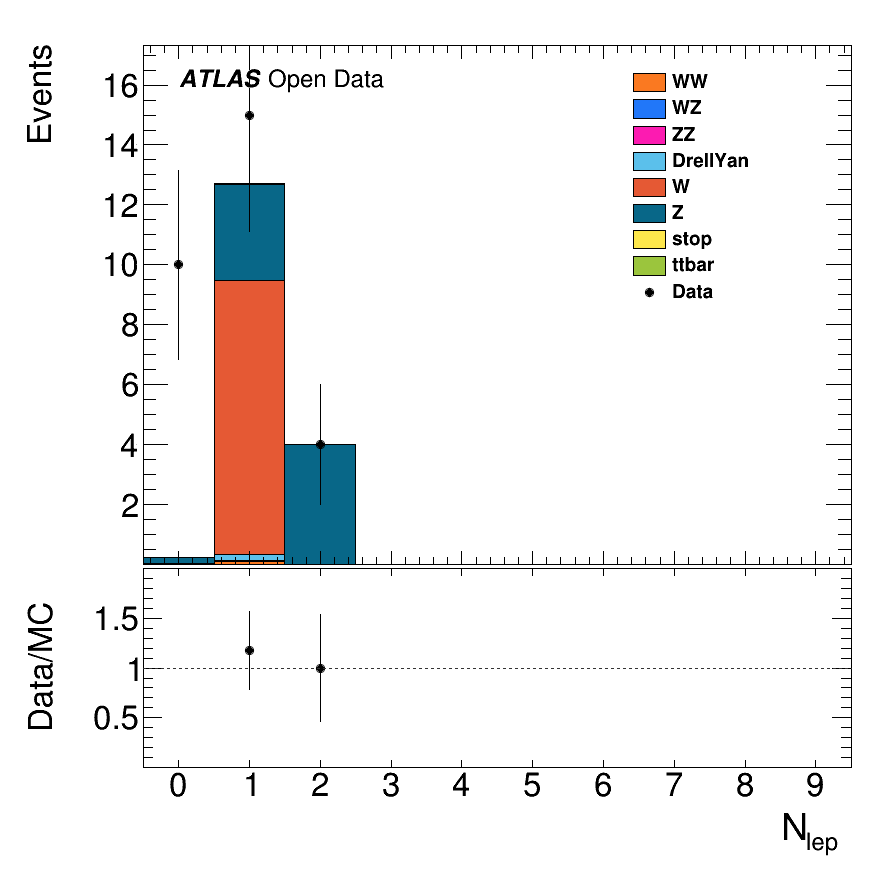 Events
ATLAS Open Data
16
14
12
10
8
6
4
2
WW
WZ
ZZ
DrellYan
W
Z
stop
ttbar
Data
Data/MC
1.5
1
0.5
0 1 2 3 4 5 6 7 8 9
N_lep